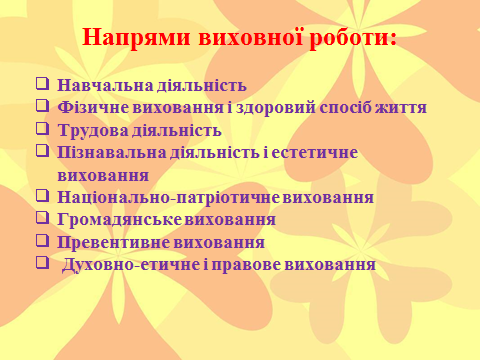 Напрями виховної роботи:
Навчальна діяльність
Фізичне виховання і здоровий спосіб життя
Трудова діяльність
Пізнавальна діяльність і естетичне
виховання
Національно-патріотичне виховання
Громадянське виховання
Превентивне виховання
Духовно-етичне і правове виховання